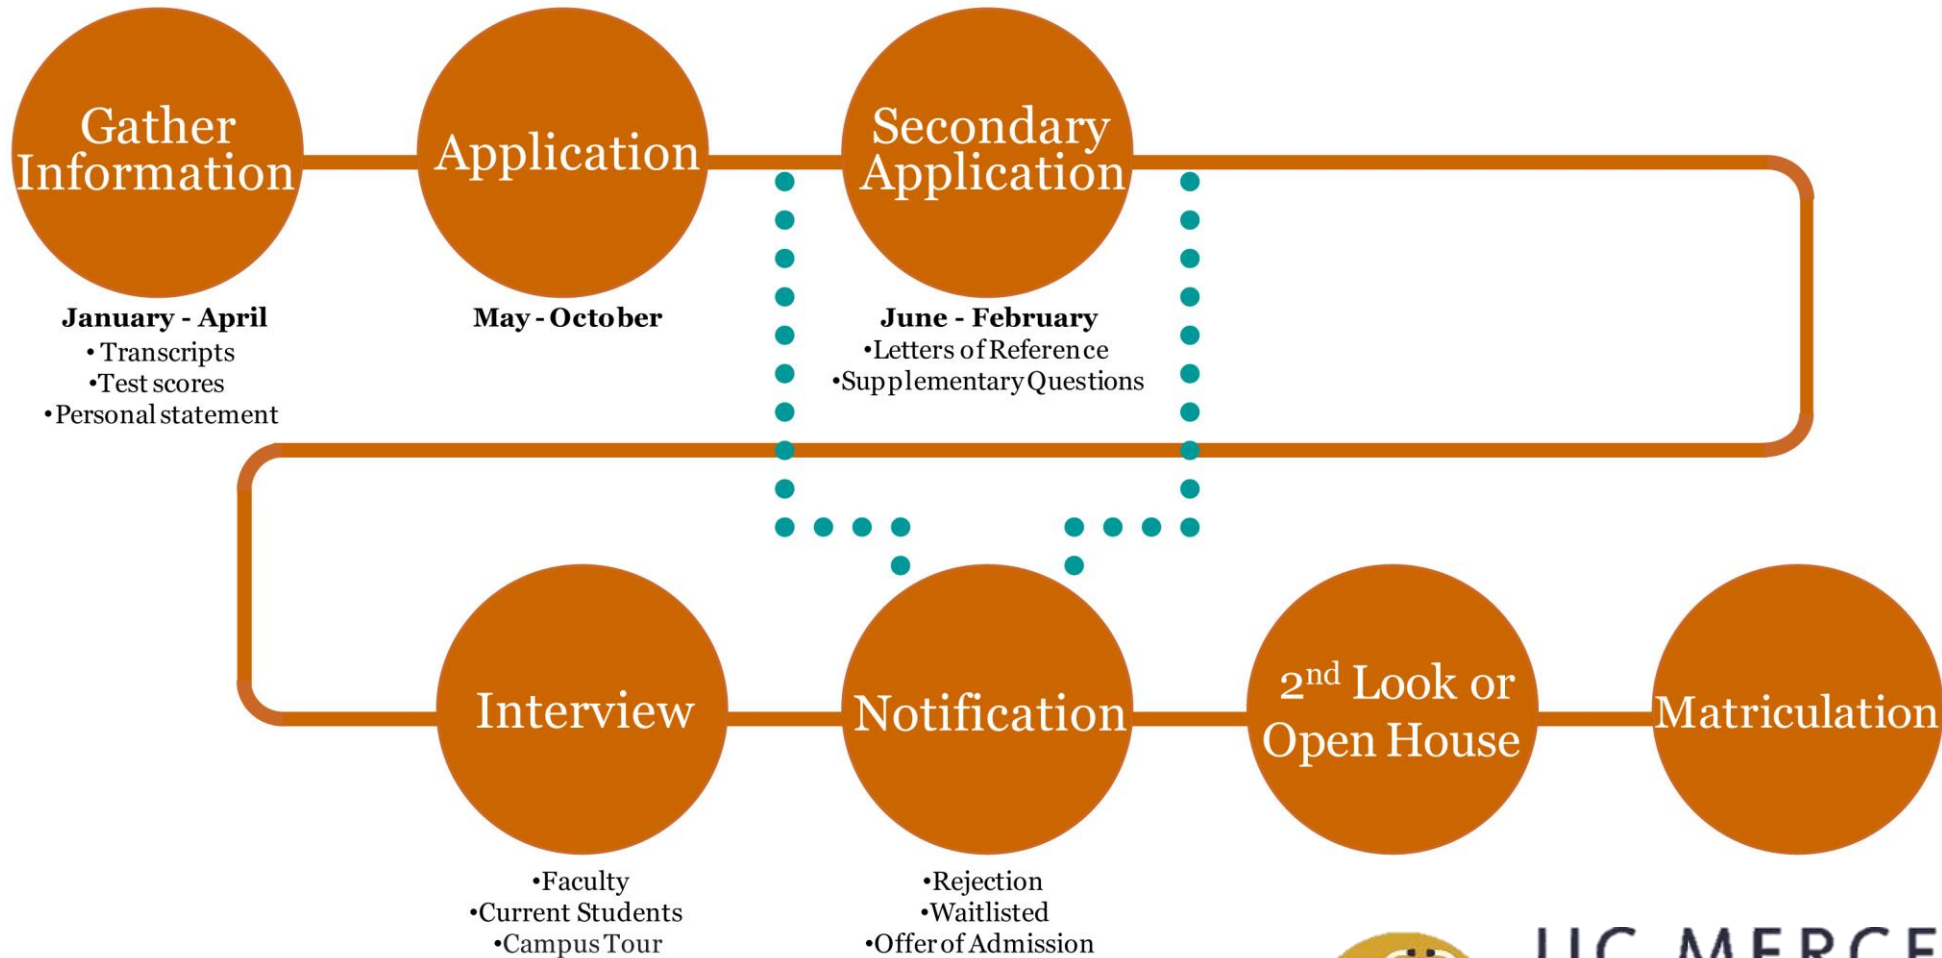 Gather
Information
Application
Secondary
Application
January - April
• Transcripts
•Test scores
•Personal statement
May - October
June - February
•Letters of Reference
•Supplementary Questions
Interview
Notification
2nd Look or
Open House
Matriculation
•Faculty
•Current Students
•Campus Tour
•Rejection
•Waitlisted
•Offer of Admission
UC MERCE